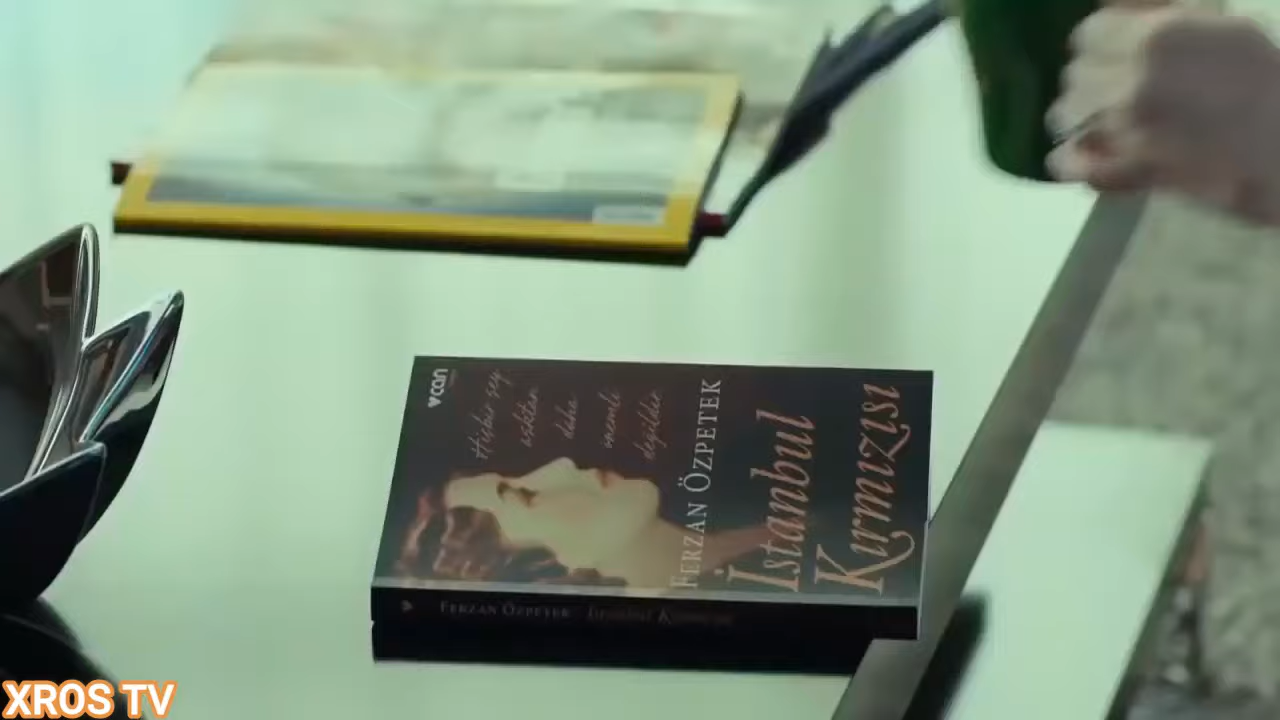 can
Hiçbir şey
aşktan
daha
önemli
değildir
FERZAN ÖZPETEK
İstanbul
Kırmızısı
FERZAN ÖZPETEK İstanbul Kırmızısı
XROS TV